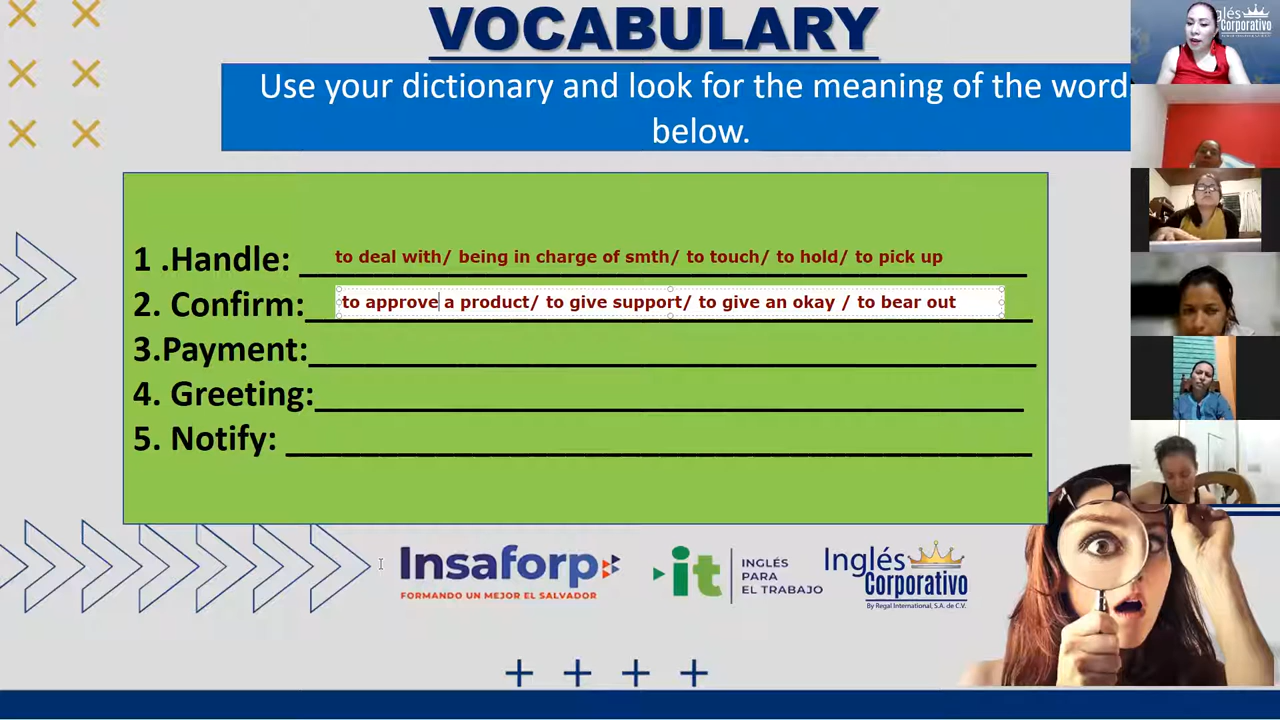 VOCABULARY
Use your dictionary and look for the meaning of the word
below.
1 .Handle: to deal with/ being in charge of smth/ to touch/ to hold/ to pick up
2. Confirm: to approve a product/ to give support/ to give an okay / to bear out
3.Payment:
4. Greeting:
5. Notify:
Insaforp
FORMANDO UN MEJOR EL SALVADOR
it
INGLÉS
PARA
EL TRABAJO
Inglés
Corporativo
By Regal International, S.A. de C.V.
glés
Corporativo